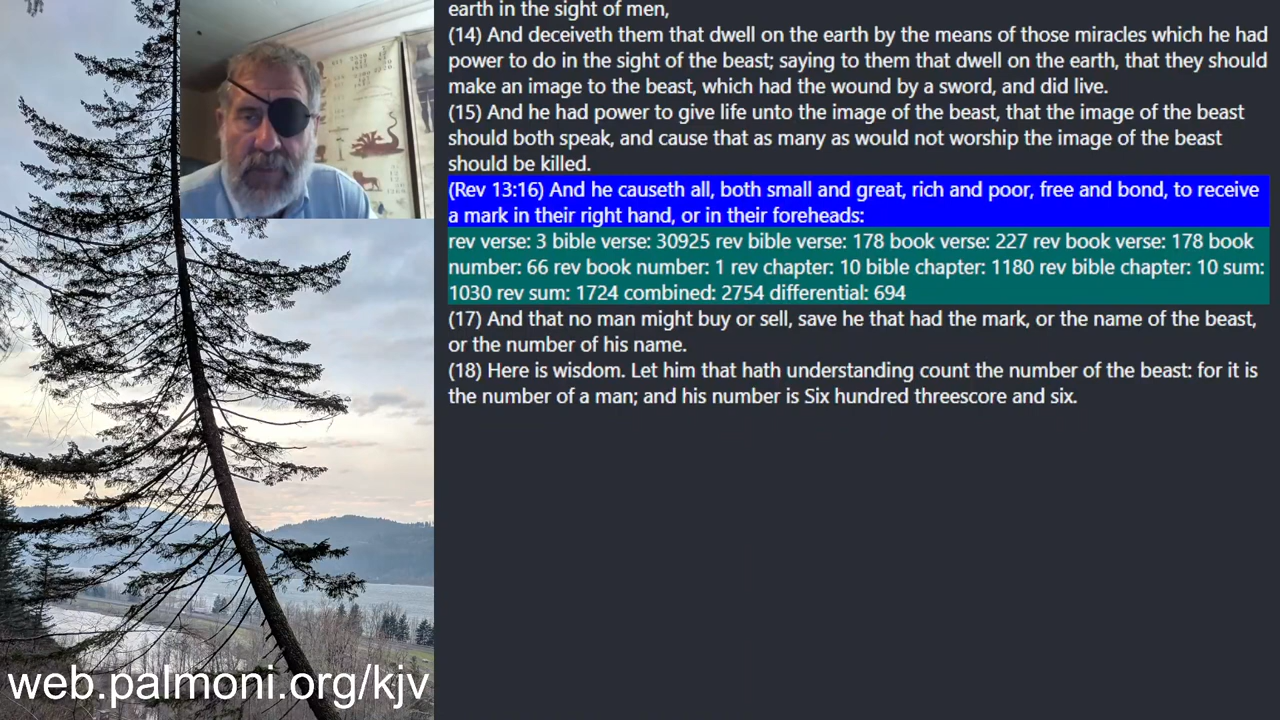 earth in the sight of men,
(14) And deceiveth them that dwell on the earth by the means of those miracles which he had
power to do in the sight of the beast; saying to them that dwell on the earth, that they should
make an image to the beast, which had the wound by a sword, and did live.
(15) And he had power to give life unto the image of the beast, that the image of the beast
should both speak, and cause that as many as would not worship the image of the beast
should be killed.
(Rev 13:16) And he causeth all, both small and great, rich and poor, free and bond, to receive
a mark in their right hand, or in their foreheads:
rev verse: 3 bible verse: 30925 rev bible verse: 178 book verse: 227 rev book verse: 178 book
number: 66 rev book number: 1 rev chapter: 10 bible chapter: 1180 rev bible chapter: 10 sum:
1030 rev sum: 1724 combined: 2754 differential: 694
(17) And that no man might buy or sell, save he that had the mark, or the name of the beast,
or the number of his name.
(18) Here is wisdom. Let him that hath understanding count the number of the beast: for it is
the number of a man; and his number is Six hundred threescore and six.
web.palmoni.org/kjv